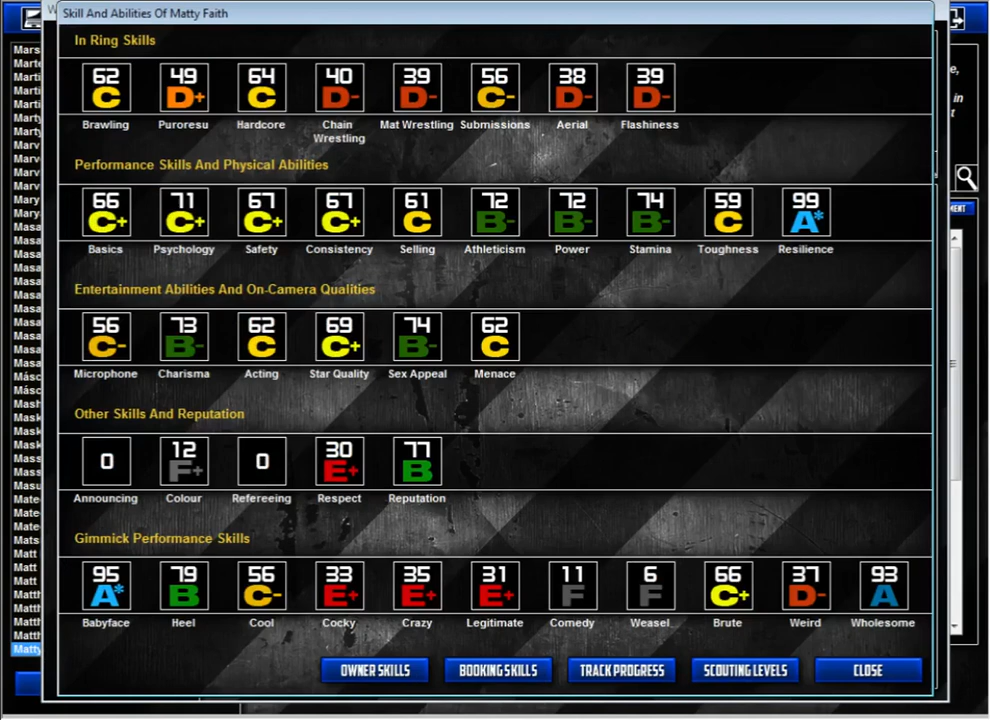 Skill And Abilities Of Matty Faith
In Ring Skills
62 49 64 40 39 56 38 39
C D+ C D- D- C- D- D-
Brawling Puroresu Hardcore Chain Wrestling Mat Wrestling Submissions Aerial Flashiness
Performance Skills And Physical Abilities
66 71 67 67 61 72 72 74 59 99
C+ C+ C+ C+ C B- B- B- C A*
Basics Psychology Safety Consistency Selling Athleticism Power Stamina Toughness Resilience
Entertainment Abilities And On-Camera Qualities
56 73 62 69 74 62
C- B- C C+ B- C
Microphone Charisma Acting Star Quality Sex Appeal Menace
Other Skills And Reputation
0 12 0 30 77
F+ E+ B
Announcing Colour Refereeing Respect Reputation
Gimmick Performance Skills
95 79 56 33 35 31 11 6 66 37 93
A* B C- E+ E+ E+ F F C+ D- A
Babyface Heel Cool Cocky Crazy Legitimate Comedy Weasel Brute Weird Wholesome
OWNER SKILLS BOOKING SKILLS TRACK PROGRESS SCOUTING LEVELS CLOSE
Matty